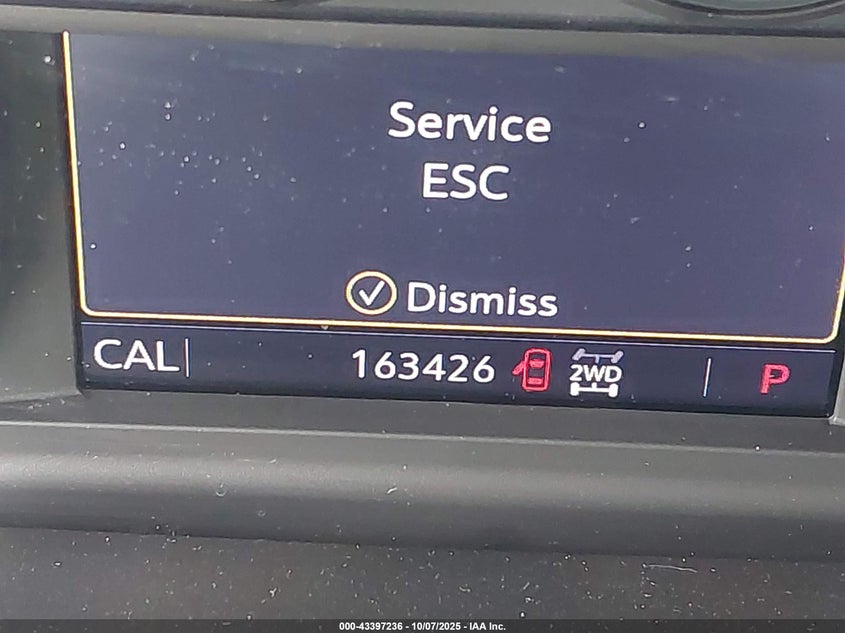 Service
ESC
Dismiss
CAL 163426 2WD P
000-43397236 - 10/07/2025 - IAA Inc.